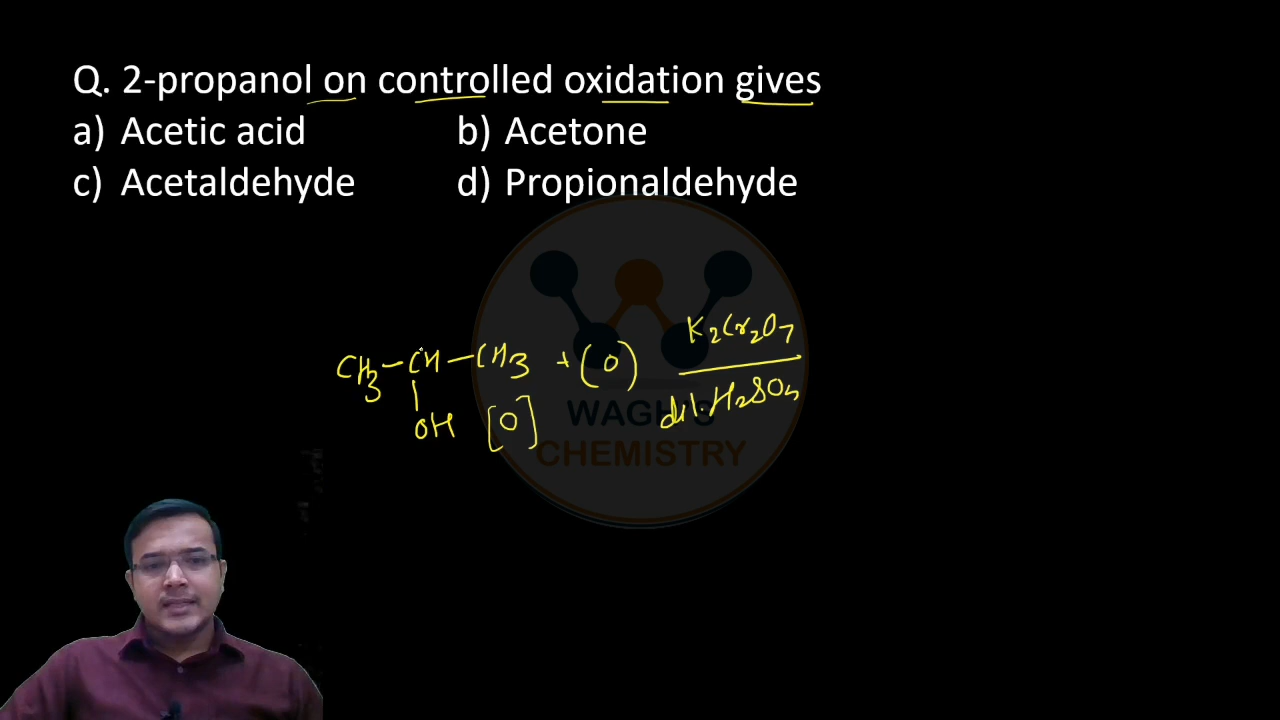 Q. 2-propanol on controlled oxidation gives
a) Acetic acid b) Acetone
c) Acetaldehyde d) Propionaldehyde
K2Cr2O7
CH3-CH-CH3 + (O)
dil. H2SO4
OH [O]
WAGH'S
CHEMISTRY